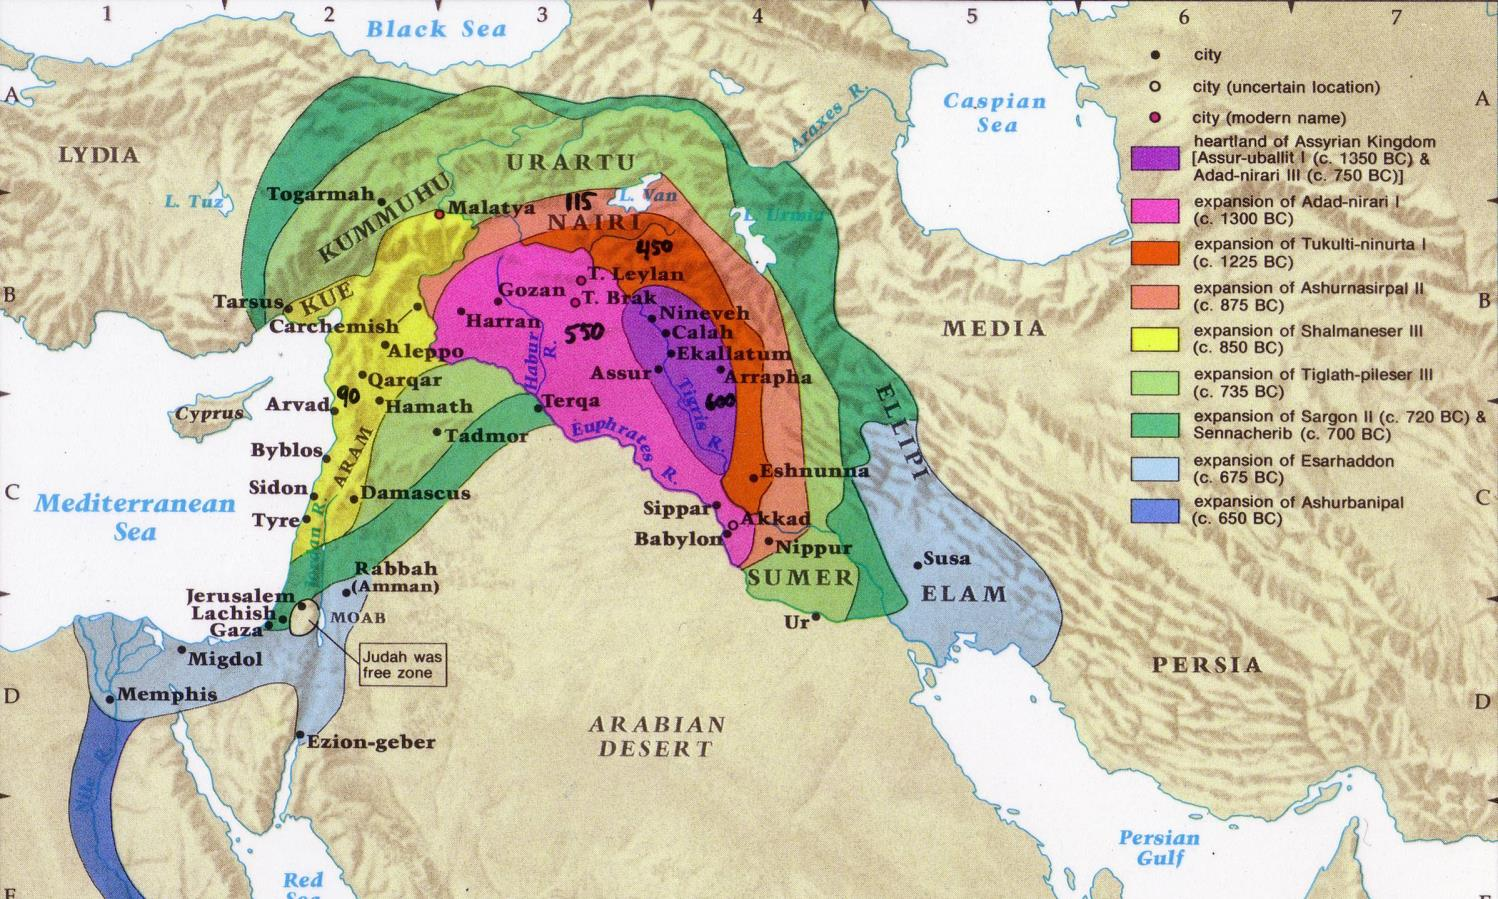 1 2 3 4 5 6 7
Black Sea
A
A
Caspian
Sea
Araxes R.
LYDIA
URARTU
Togarmah
L. Tuz
KUMMUHU
Malatya
115
NAIRI
L. Van
L. Urmia
450
T. Leylan
Gozan
T. Brak
B
B
Tarsus
KUE
Carchemish
Harran
550
Nineveh
Calah
Ekallatum
MEDIA
Aleppo
Habur
R.
Assur
Arrapha
Qarqar
90
600
Tigris R.
ELLIPI
Cyprus
Arvad
Hamath
Terqa
Tadmor
Euphrates R.
Byblos
ARAM
Eshnunna
C
C
Mediterranean
Sea
Sidon
Damascus
Tyre
Jordan R.
Sippar
Akkad
Babylon
Nippur
Susa
Rabbah
(Amman)
SUMER
ELAM
Jerusalem
Lachish
Gaza
MOAB
Ur
Migdol
Judah was
free zone
PERSIA
D
D
Memphis
Ezion-geber
ARABIAN
DESERT
Nile R.
Persian
Gulf
Red
Sea
E
E
city
city (uncertain location)
city (modern name)
heartland of Assyrian Kingdom
[Assur-uballit I (c. 1350 BC) &
Adad-nirari III (c. 750 BC)]
expansion of Adad-nirari I
(c. 1300 BC)
expansion of Tukulti-ninurta I
(c. 1225 BC)
expansion of Ashurnasirpal II
(c. 875 BC)
expansion of Shalmaneser III
(c. 850 BC)
expansion of Tiglath-pileser III
(c. 735 BC)
expansion of Sargon II (c. 720 BC) &
Sennacherib (c. 700 BC)
expansion of Esarhaddon
(c. 675 BC)
expansion of Ashurbanipal
(c. 650 BC)